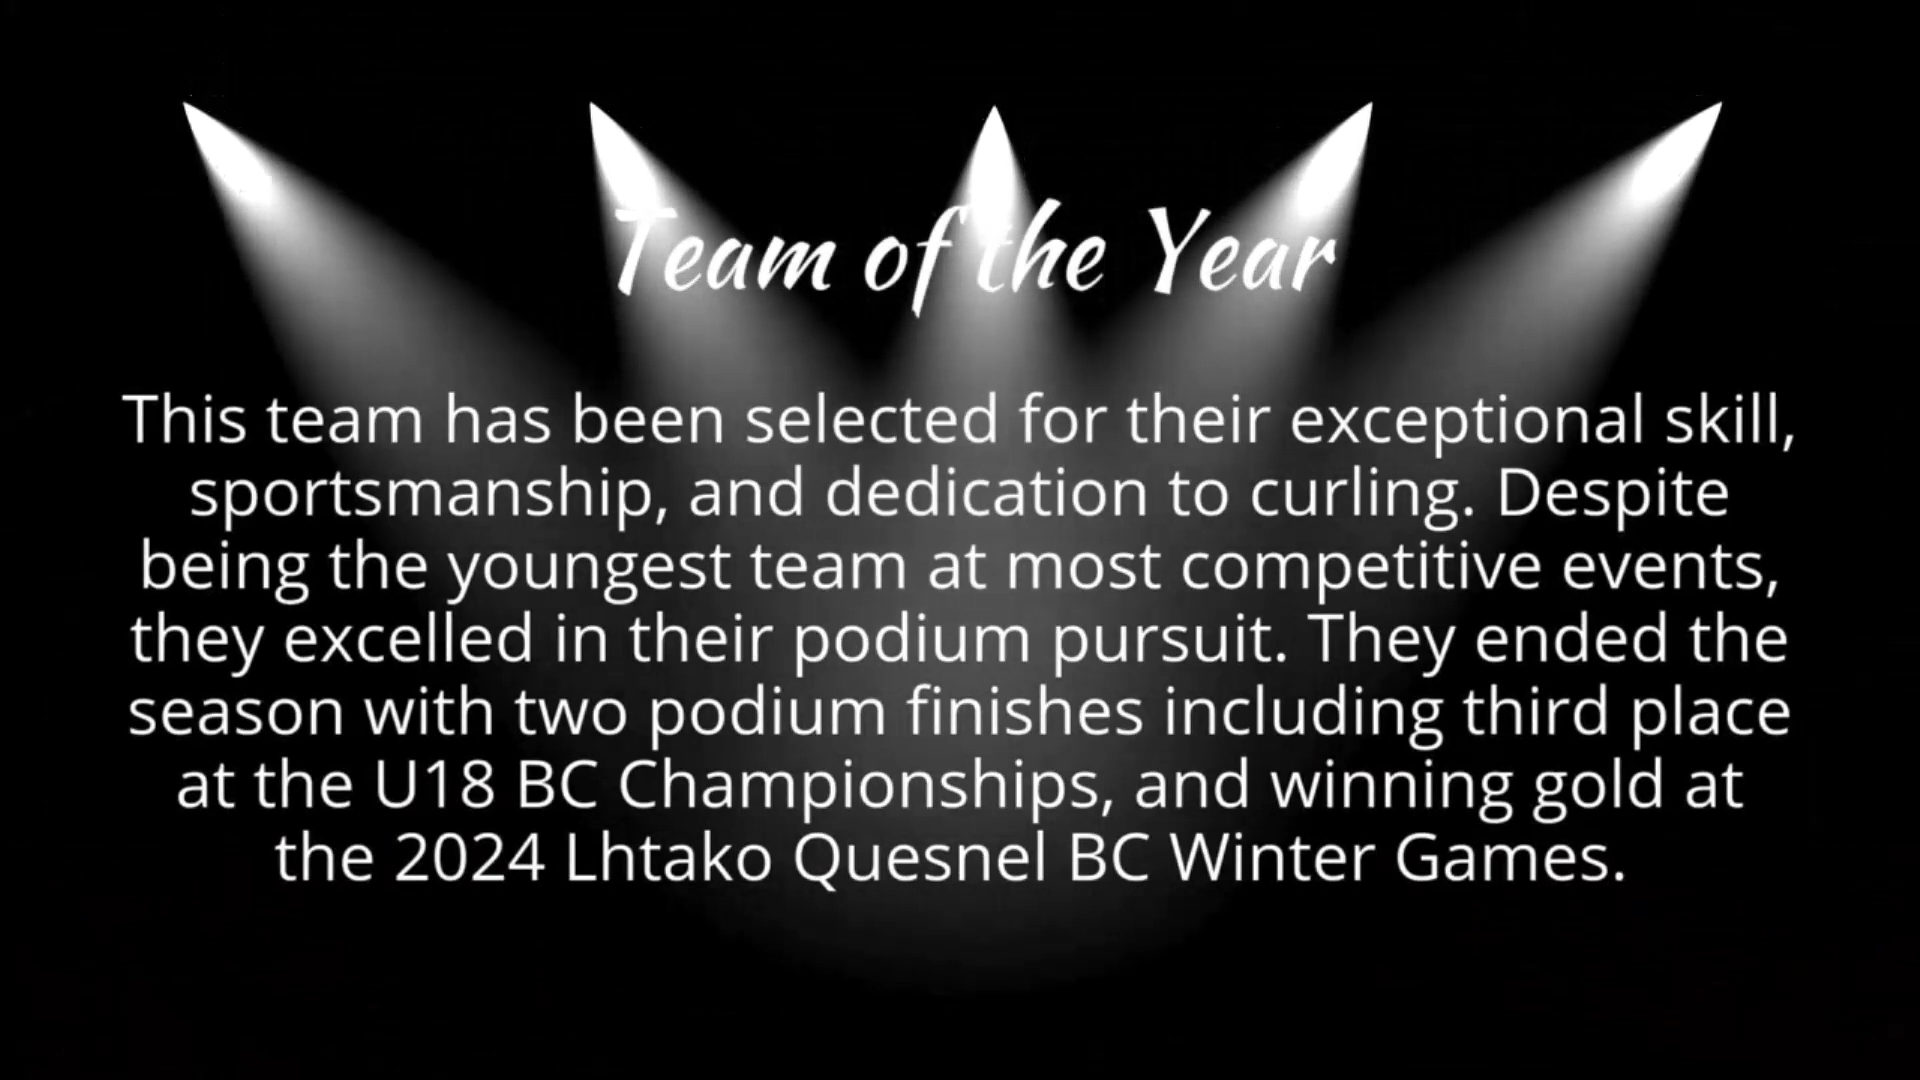 Team of the Year
This team has been selected for their exceptional skill,
sportsmanship, and dedication to curling. Despite
being the youngest team at most competitive events,
they excelled in their podium pursuit. They ended the
season with two podium finishes including third place
at the U18 BC Championships, and winning gold at
the 2024 Lhtako Quesnel BC Winter Games.